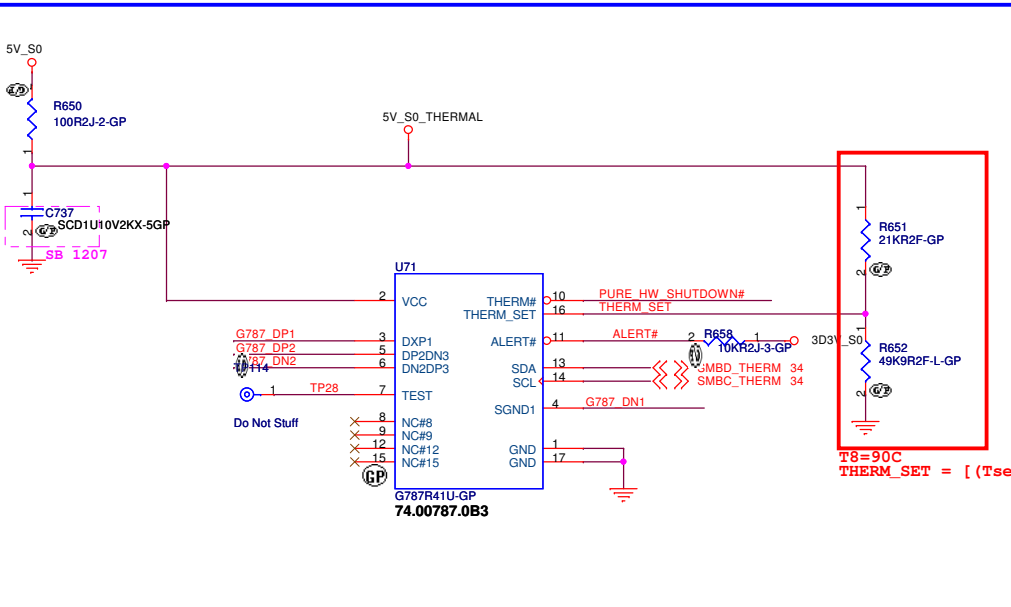 5V_S0
R650
100R2J-2-GP
5V_S0_THERMAL
1
1
2
C737
SCD1U10V2KX-5GP
SB 1207
R651
21KR2F-GP
1
2
U71
2
VCC
THERM#
10
PURE_HW_SHUTDOWN#
THERM_SET
16
THERM_SET
G787_DP1
3
DXP1
ALERT#
11
ALERT#
2
R658
1
10KR2J-3-GP
3D3V_S0
G787_DP2
5
DP2DN3
6
DN2DP3
SDA
13
SMBD_THERM 34
SCL
14
SMBC_THERM 34
1
R652
49K9R2F-L-GP
2
1
TP28
7
TEST
SGND1
4
G787_DN1
Do Not Stuff
8
NC#8
9
NC#9
12
NC#12
15
NC#15
GND
1
GND
17
GP
G787R41U-GP
74.00787.0B3
T8=90C
THERM_SET = [(Tse